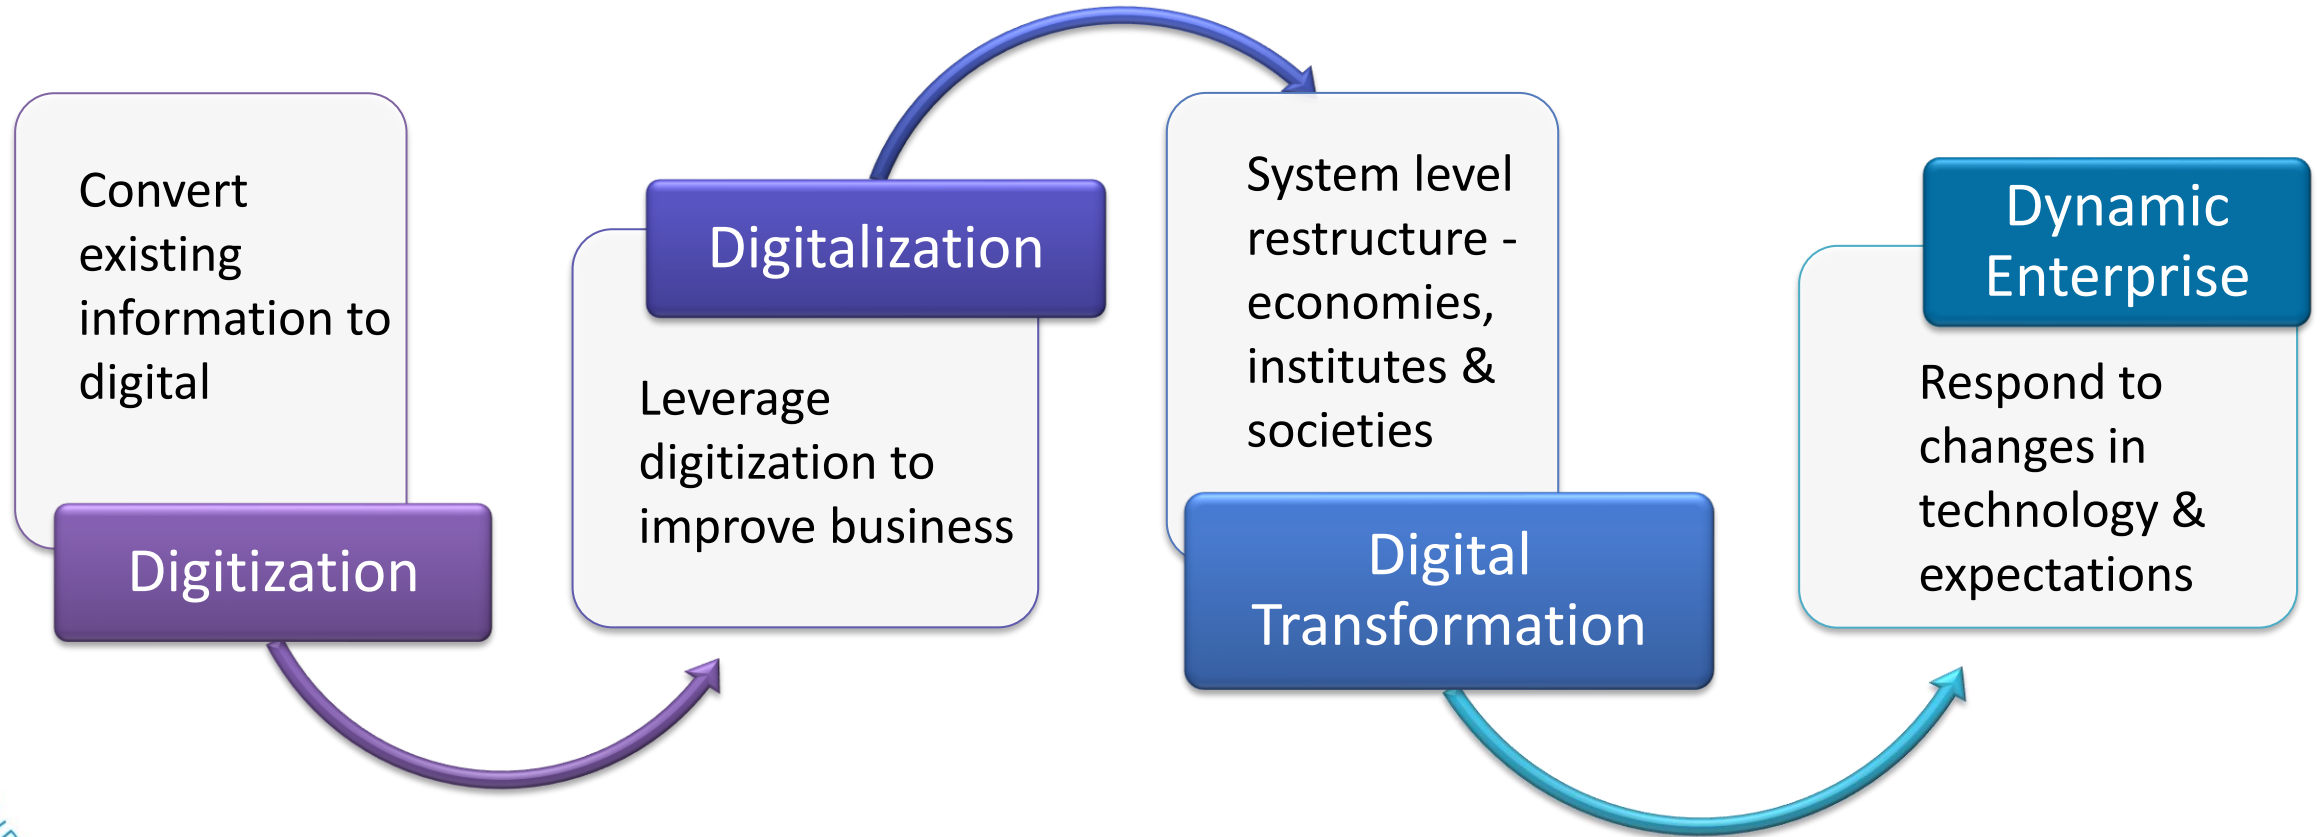 Convert
existing
information to
digital
Digitization
Digitalization
Leverage
digitization to
improve business
System level
restructure -
economies,
institutes &
societies
Digital
Transformation
Dynamic
Enterprise
Respond to
changes in
technology &
expectations